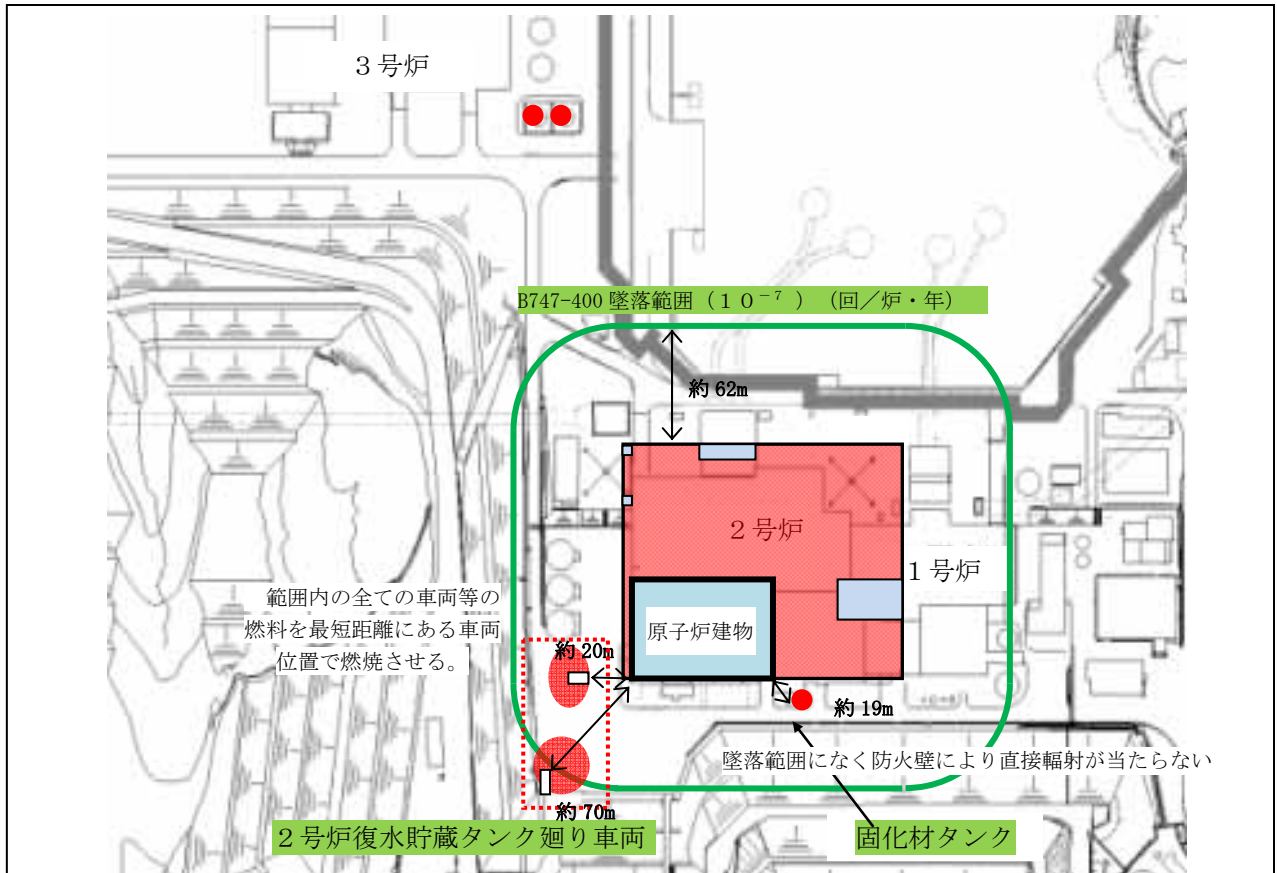 ３号炉
B747-400 墜落範囲（１０⁻⁷）（回／炉・年）
約 62m
２号炉
１号炉
範囲内の全ての車両等の
燃料を最短距離にある車両
位置で燃焼させる。
原子炉建物
約 20m
約 19m
墜落範囲になく防火壁により直接輻射が当たらない
約 70m
２号炉復水貯蔵タンク廻り車両
固化材タンク